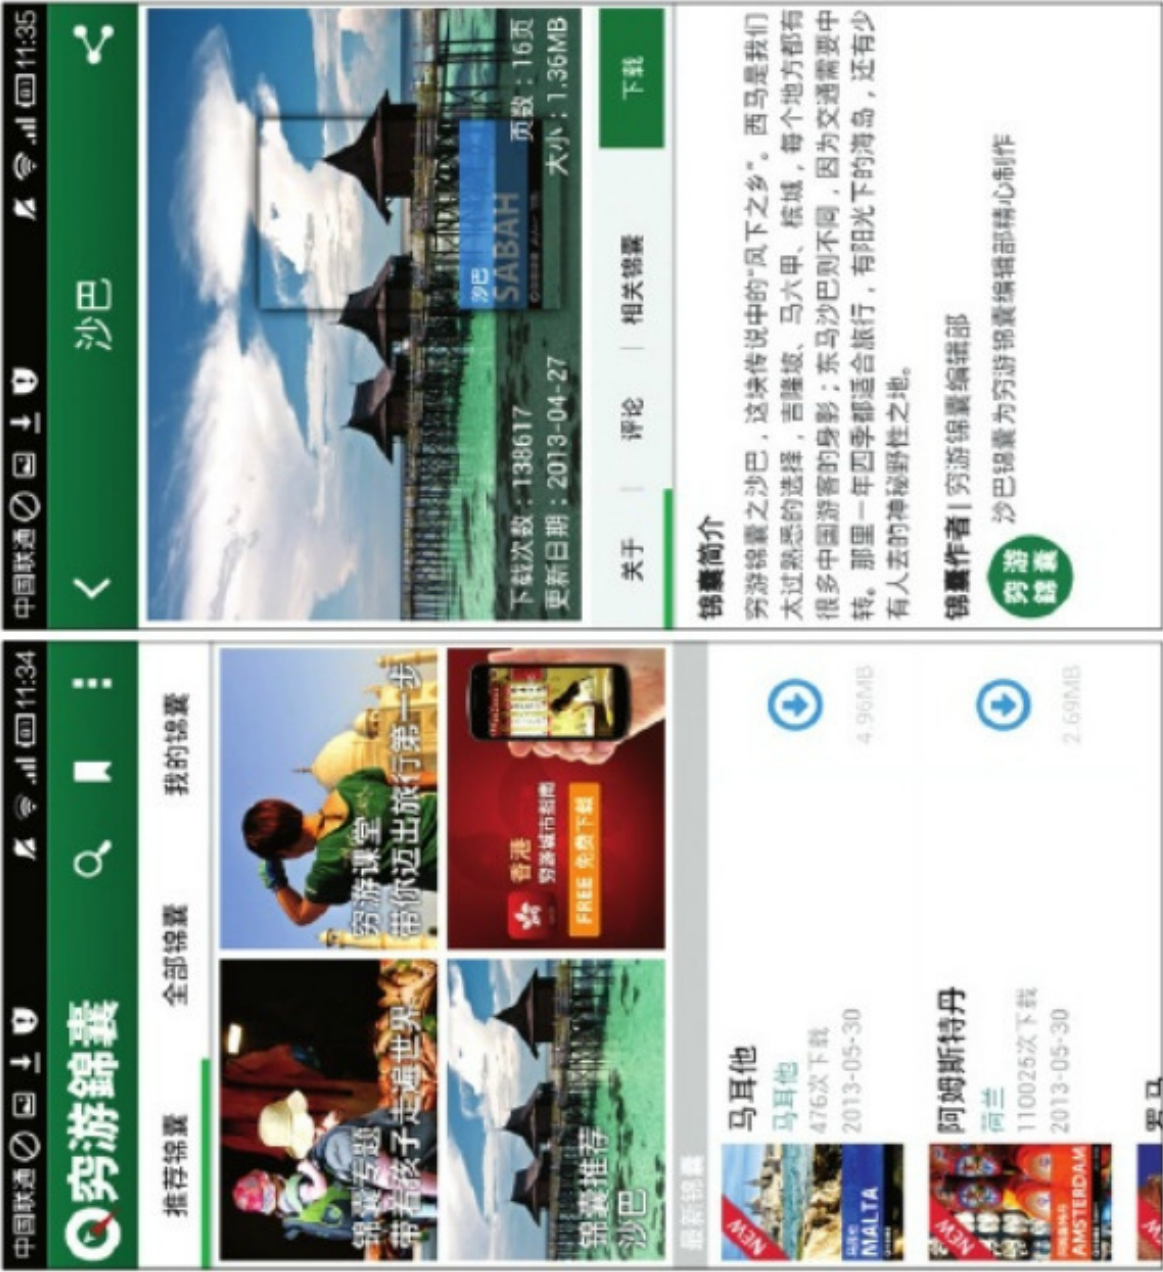 中国联通 11:34
穷游錦囊
推荐锦囊 全部锦囊 我的锦囊
锦囊专题
带着孩子走遍世界
穷游课堂
带你迈出旅行第一步
锦囊推荐
沙巴
香港
穷游城市指南
FREE 免费下载
最新锦囊
NEW
马耳他
MALTA
马耳他
马耳他
476次下载
2013-05-30
4.96MB
NEW
AMSTERDAM
阿姆斯特丹
荷兰
110025次下载
2013-05-30
2.69MB
罗马
中国联通 11:35
沙巴
沙巴
SABAH
下载次数：138617 页数：16页
更新日期：2013-04-27 大小：1.36MB
关于 | 评论 | 相关锦囊 下载
锦囊简介
穷游锦囊之沙巴，这块传说中的“风下之乡”。西马是我们
太过熟悉的选择，吉隆坡、马六甲、槟城，每个地方都有
很多中国游客的身影；东马沙巴则不同，因为交通需要中
转。那里一年四季都适合旅行，有阳光下的海岛，还有少
有人去的神秘野性之地。
锦囊作者| 穷游锦囊编辑部
穷游
錦囊
沙巴锦囊为穷游锦囊编辑部精心制作